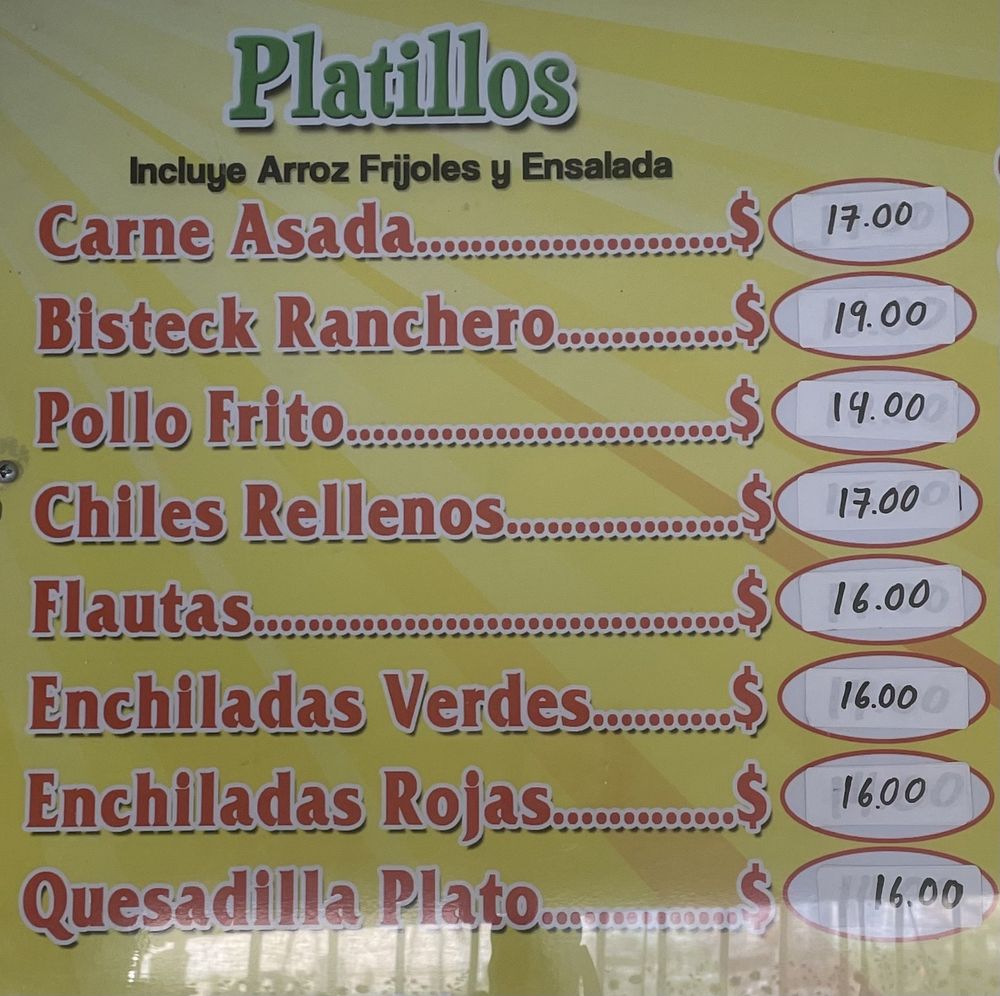 Platillos
Incluye Arroz Frijoles y Ensalada
Carne Asada.......................$ 17.00
Bisteck Ranchero.............$ 19.00
Pollo Frito............................$ 14.00
Chiles Rellenos.................$ 17.00
Flautas...................................$ 16.00
Enchiladas Verdes..........$ 16.00
Enchiladas Rojas.............$ 16.00
Quesadilla Plato..............$ 16.00